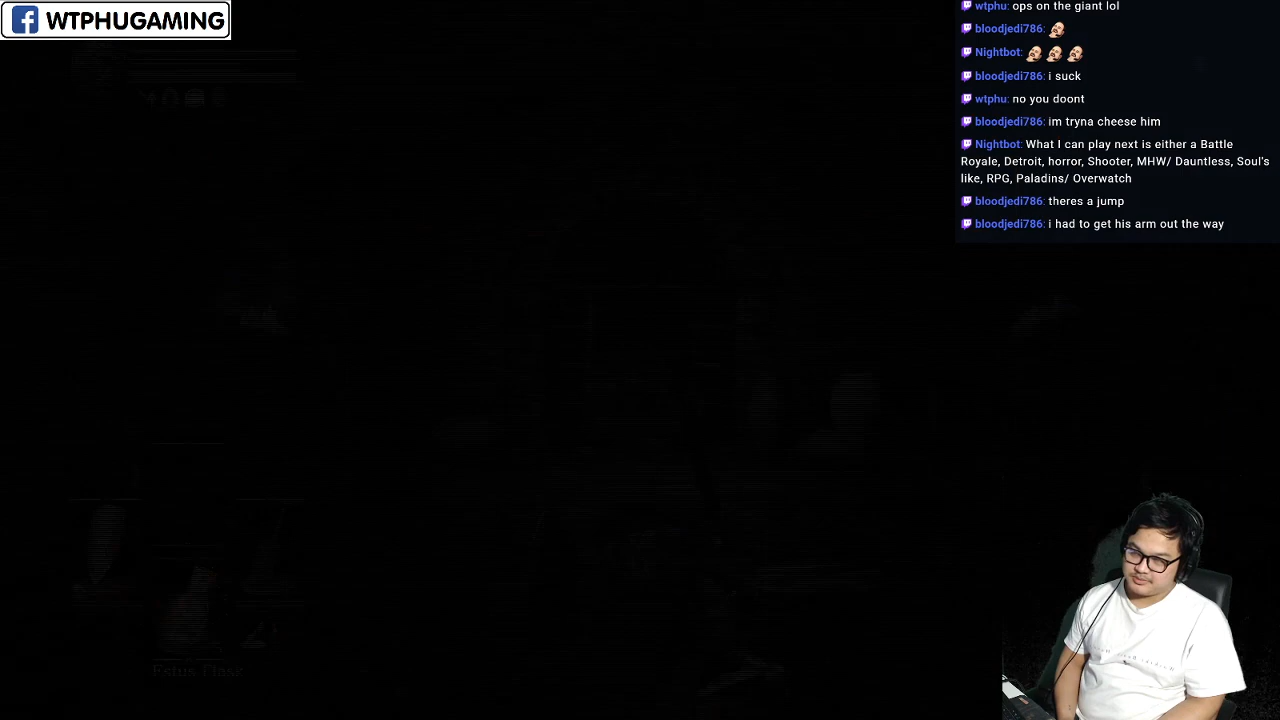 WTPHUGAMING
wtphu: ops on the giant lol
bloodjedi786:
Nightbot:
bloodjedi786: i suck
wtphu: no you doont
bloodjedi786: im tryna cheese him
Nightbot: What I can play next is either a Battle
Royale, Detroit, horror, Shooter, MHW/ Dauntless, Soul's
like, RPG, Paladins/ Overwatch
bloodjedi786: theres a jump
bloodjedi786: i had to get his arm out the way
Estus Flask